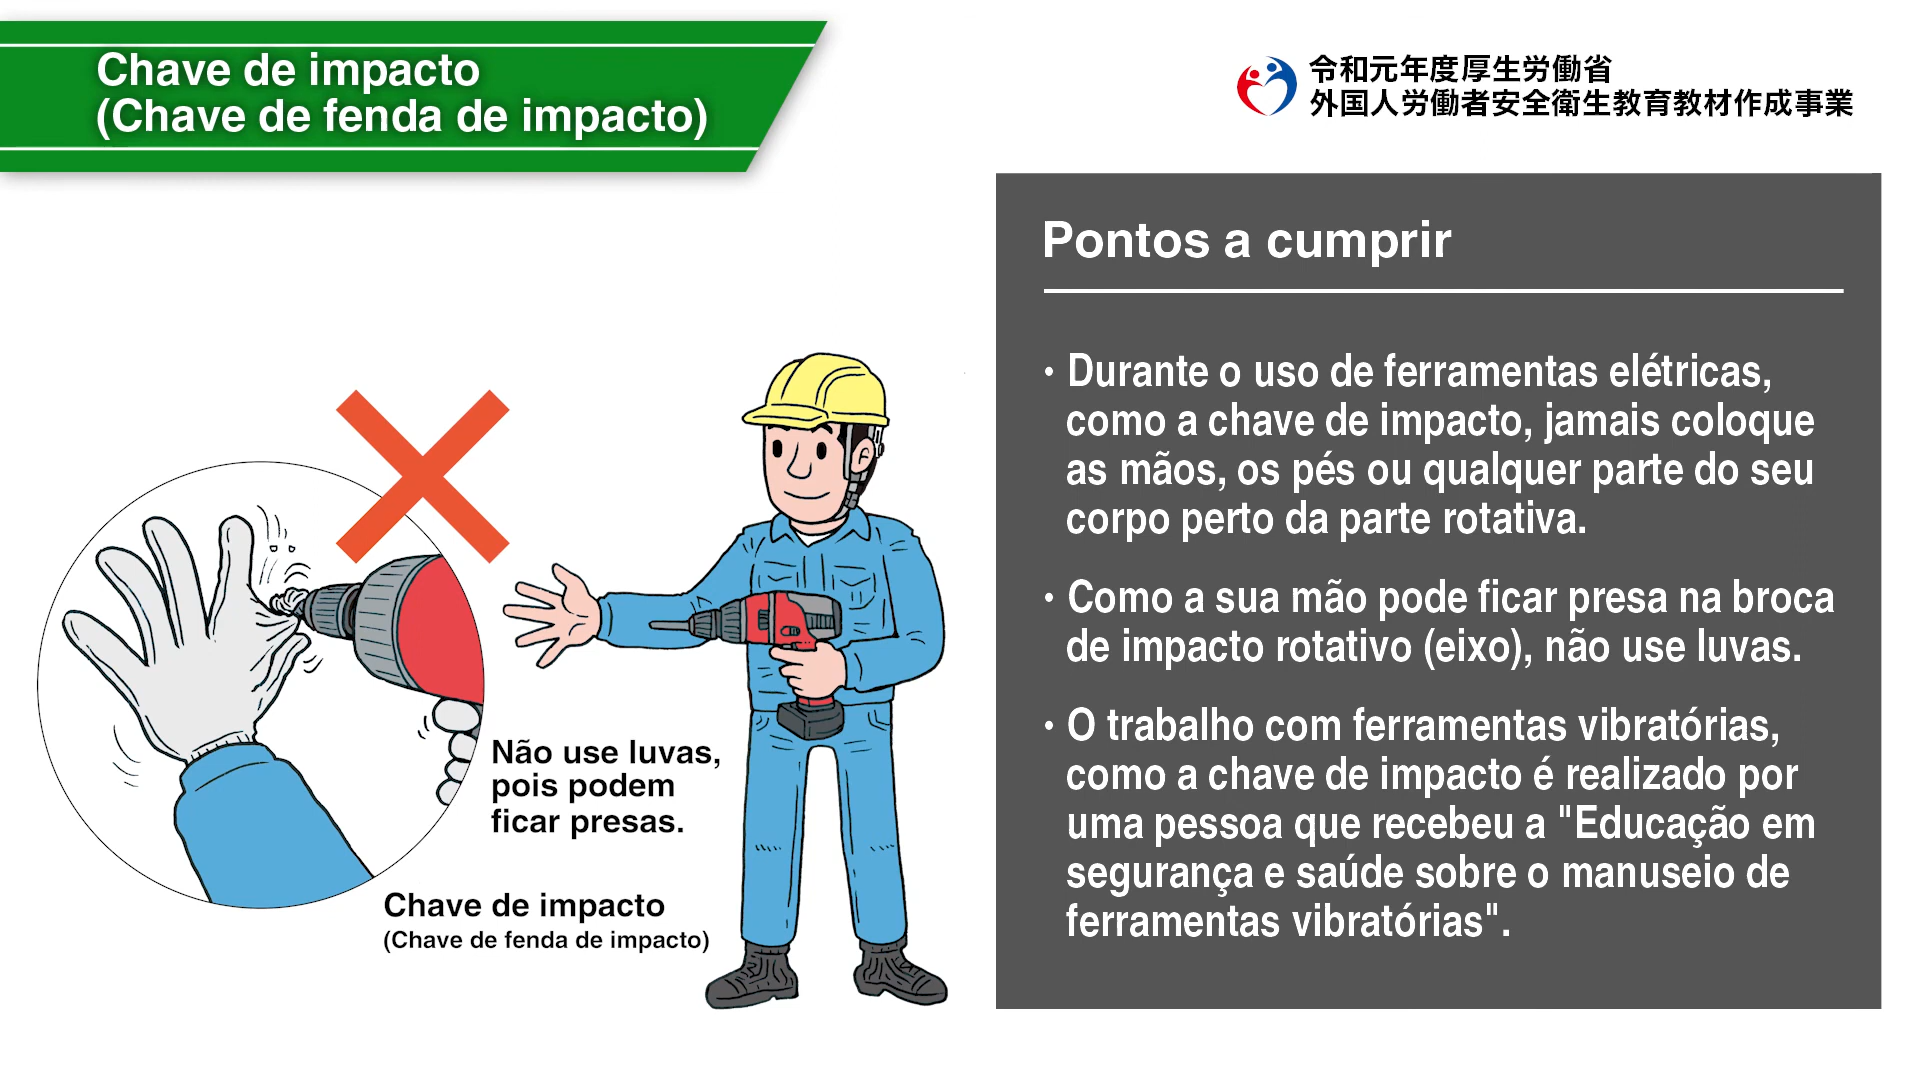 Chave de impacto
(Chave de fenda de impacto)
令和元年度厚生労働省
外国人労働者安全衛生教育教材作成事業
Não use luvas,
pois podem
ficar presas.
Chave de impacto
(Chave de fenda de impacto)
Pontos a cumprir
・Durante o uso de ferramentas elétricas,
como a chave de impacto, jamais coloque
as mãos, os pés ou qualquer parte do seu
corpo perto da parte rotativa.
・Como a sua mão pode ficar presa na broca
de impacto rotativo (eixo), não use luvas.
・O trabalho com ferramentas vibratórias,
como a chave de impacto é realizado por
uma pessoa que recebeu a "Educação em
segurança e saúde sobre o manuseio de
ferramentas vibratórias".